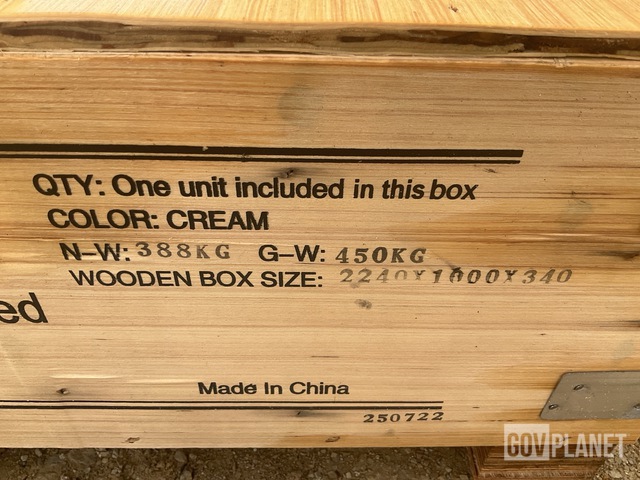 QTY: One unit included in this box
COLOR: CREAM
N-W: 388KG G-W: 450KG
WOODEN BOX SIZE: 2240X1000X340
ed
Made In China
250722
GOVPLANET